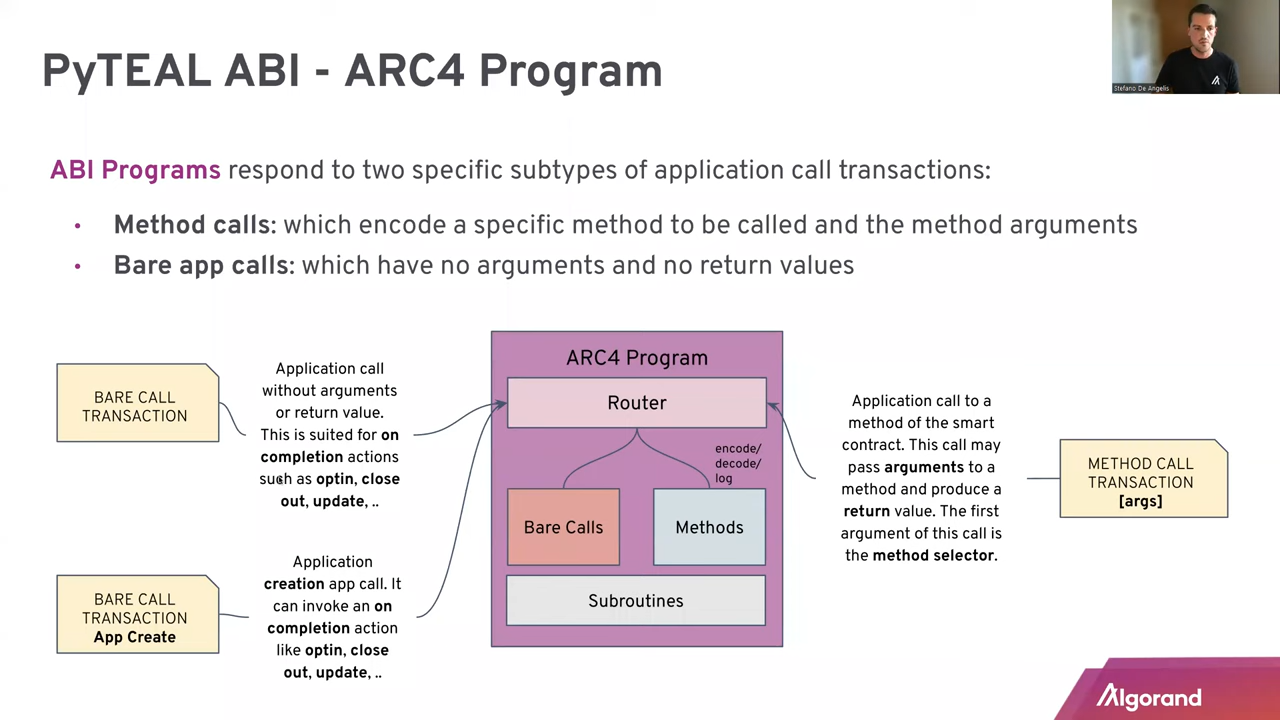 PyTEAL ABI - ARC4 Program
Stefano De Angelis
ABI Programs respond to two specific subtypes of application call transactions:
• Method calls: which encode a specific method to be called and the method arguments
• Bare app calls: which have no arguments and no return values
BARE CALL
TRANSACTION
Application call
without arguments
or return value.
This is suited for on
completion actions
such as optin, close
out, update, ..
BARE CALL
TRANSACTION
App Create
Application
creation app call. It
can invoke an on
completion action
like optin, close
out, update, ..
ARC4 Program
Router
encode/
decode/
log
Bare Calls
Methods
Subroutines
Application call to a
method of the smart
contract. This call may
pass arguments to a
method and produce a
return value. The first
argument of this call is
the method selector.
METHOD CALL
TRANSACTION
[args]
Algorand